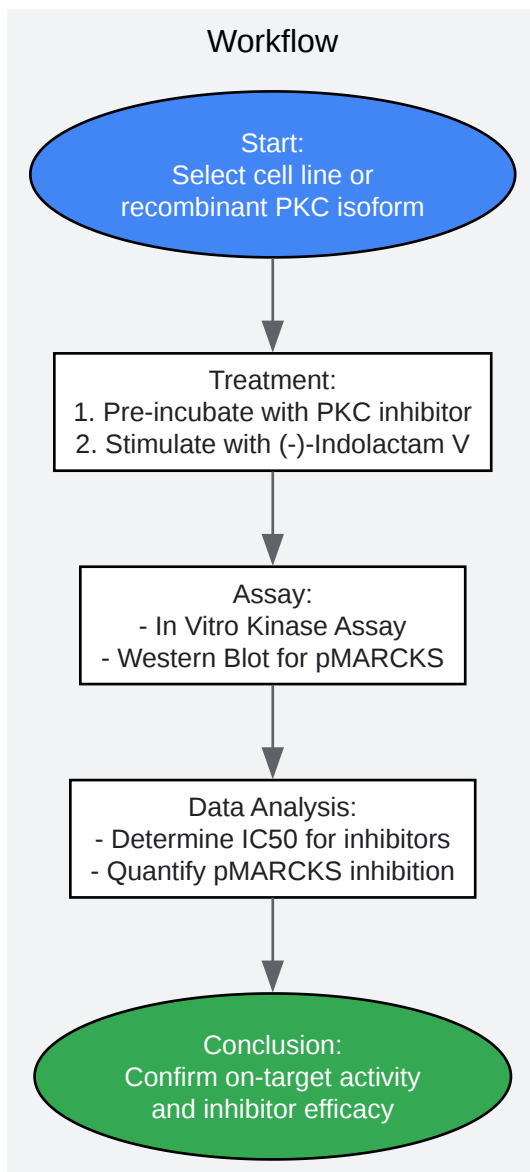 Workflow
Start:
Select cell line or
recombinant PKC isoform
Treatment:
1. Pre-incubate with PKC inhibitor
2. Stimulate with (-)-Indolactam V
Assay:
- In Vitro Kinase Assay
- Western Blot for pMARCKS
Data Analysis:
- Determine IC50 for inhibitors
- Quantify pMARCKS inhibition
Conclusion:
Confirm on-target activity
and inhibitor efficacy